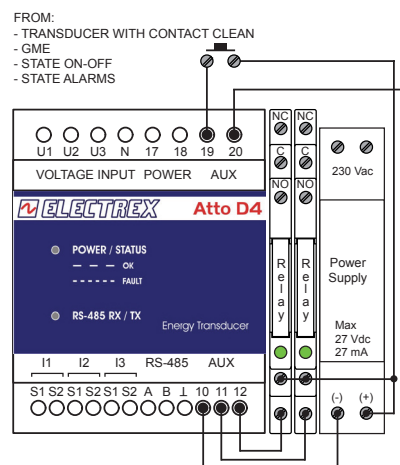 FROM:
- TRANSDUCER WITH CONTACT CLEAN
- GME
- STATE ON-OFF
- STATE ALARMS
NC NC
U1 U2 U3 N 17 18 19 20
C C
VOLTAGE INPUT POWER AUX
230 Vac
NO NO
ELECTREX Atto D4
POWER / STATUS
OK
FAULT
Relay Relay
Power
Supply
RS-485 RX / TX
Energy Transducer
Max
27 Vdc
27 mA
I1 I2 I3 RS-485 AUX
S1 S2 S1 S2 S1 S2 A B ⊥ 10 11 12
(-) (+)